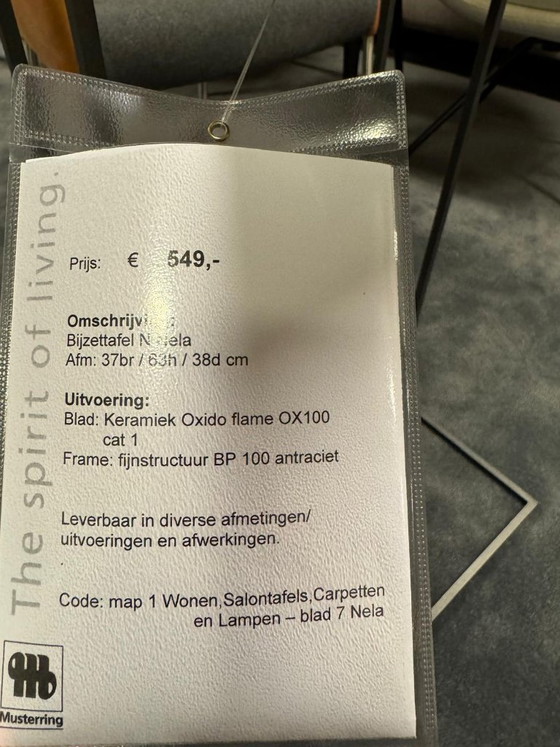 The spirit of living.
Prijs: € 549,-
Bijzettafel
Afm: 37br / 63h / 38d cm
Uitvoering:
Blad: Keramiek Oxido flame OX100
cat 1
Frame: fijnstructuur BP 100 antraciet
Leverbaar in diverse afmetingen/
uitvoeringen en afwerkingen.
Code: map 1 Wonen,Salontafels,Carpetten
en Lampen – blad 7 Nela
Musterring